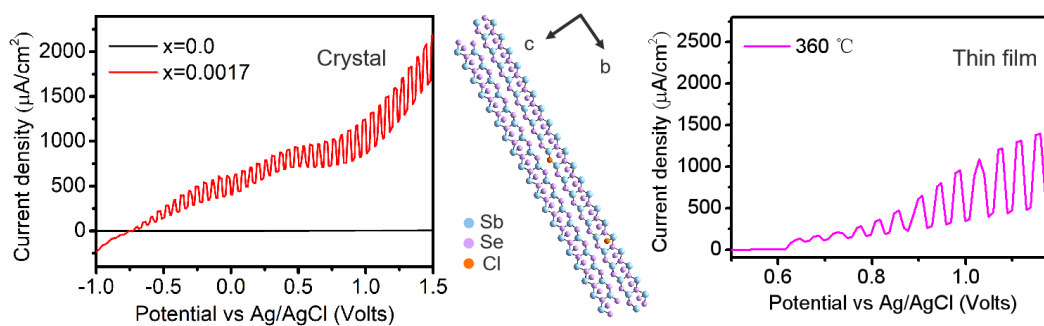 x=0.0
x=0.0017
Crystal
2000
1500
1000
500
0
-1.0
-0.5
0.0
0.5
1.0
1.5
Current density (μA/cm²)
Potential vs Ag/AgCl (Volts)
c
b
Sb
Se
Cl
360 ℃
Thin film
2500
2000
1500
1000
500
0
0.6
0.8
1.0
Current density (μA/cm²)
Potential vs Ag/AgCl (Volts)